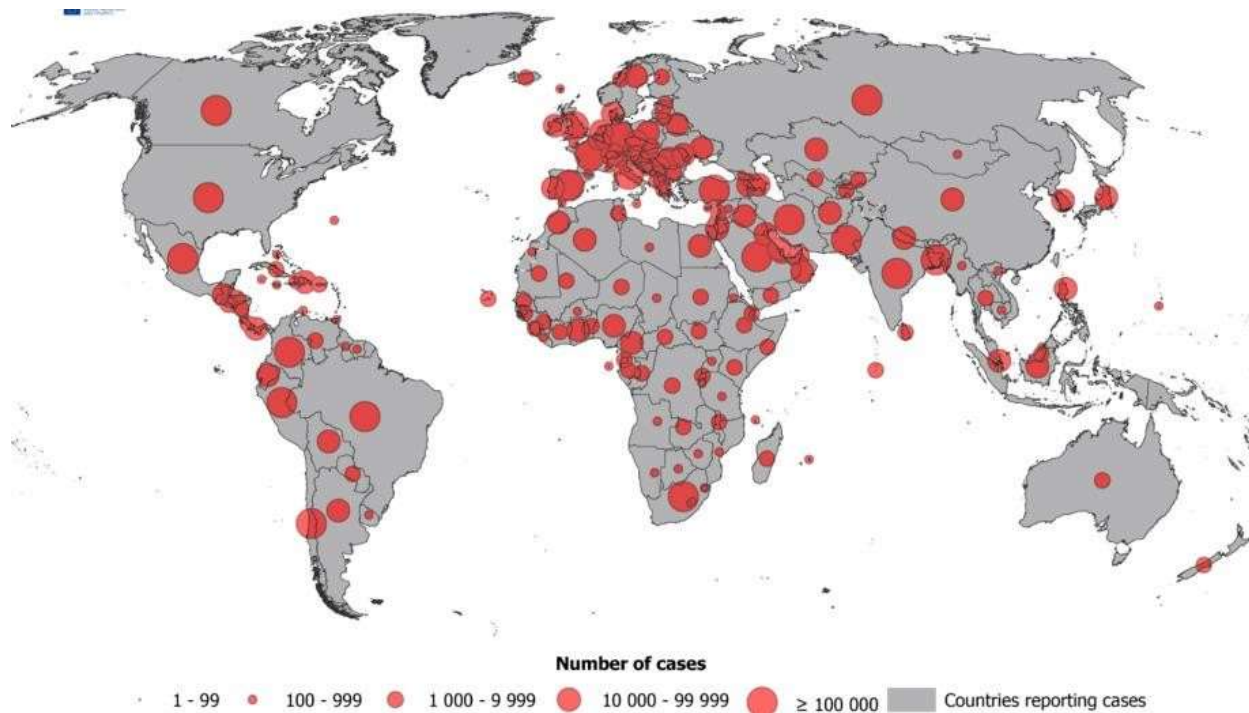 Number of cases
1 - 99 100 - 999 1 000 - 9 999 10 000 - 99 999 ≥ 100 000 Countries reporting cases